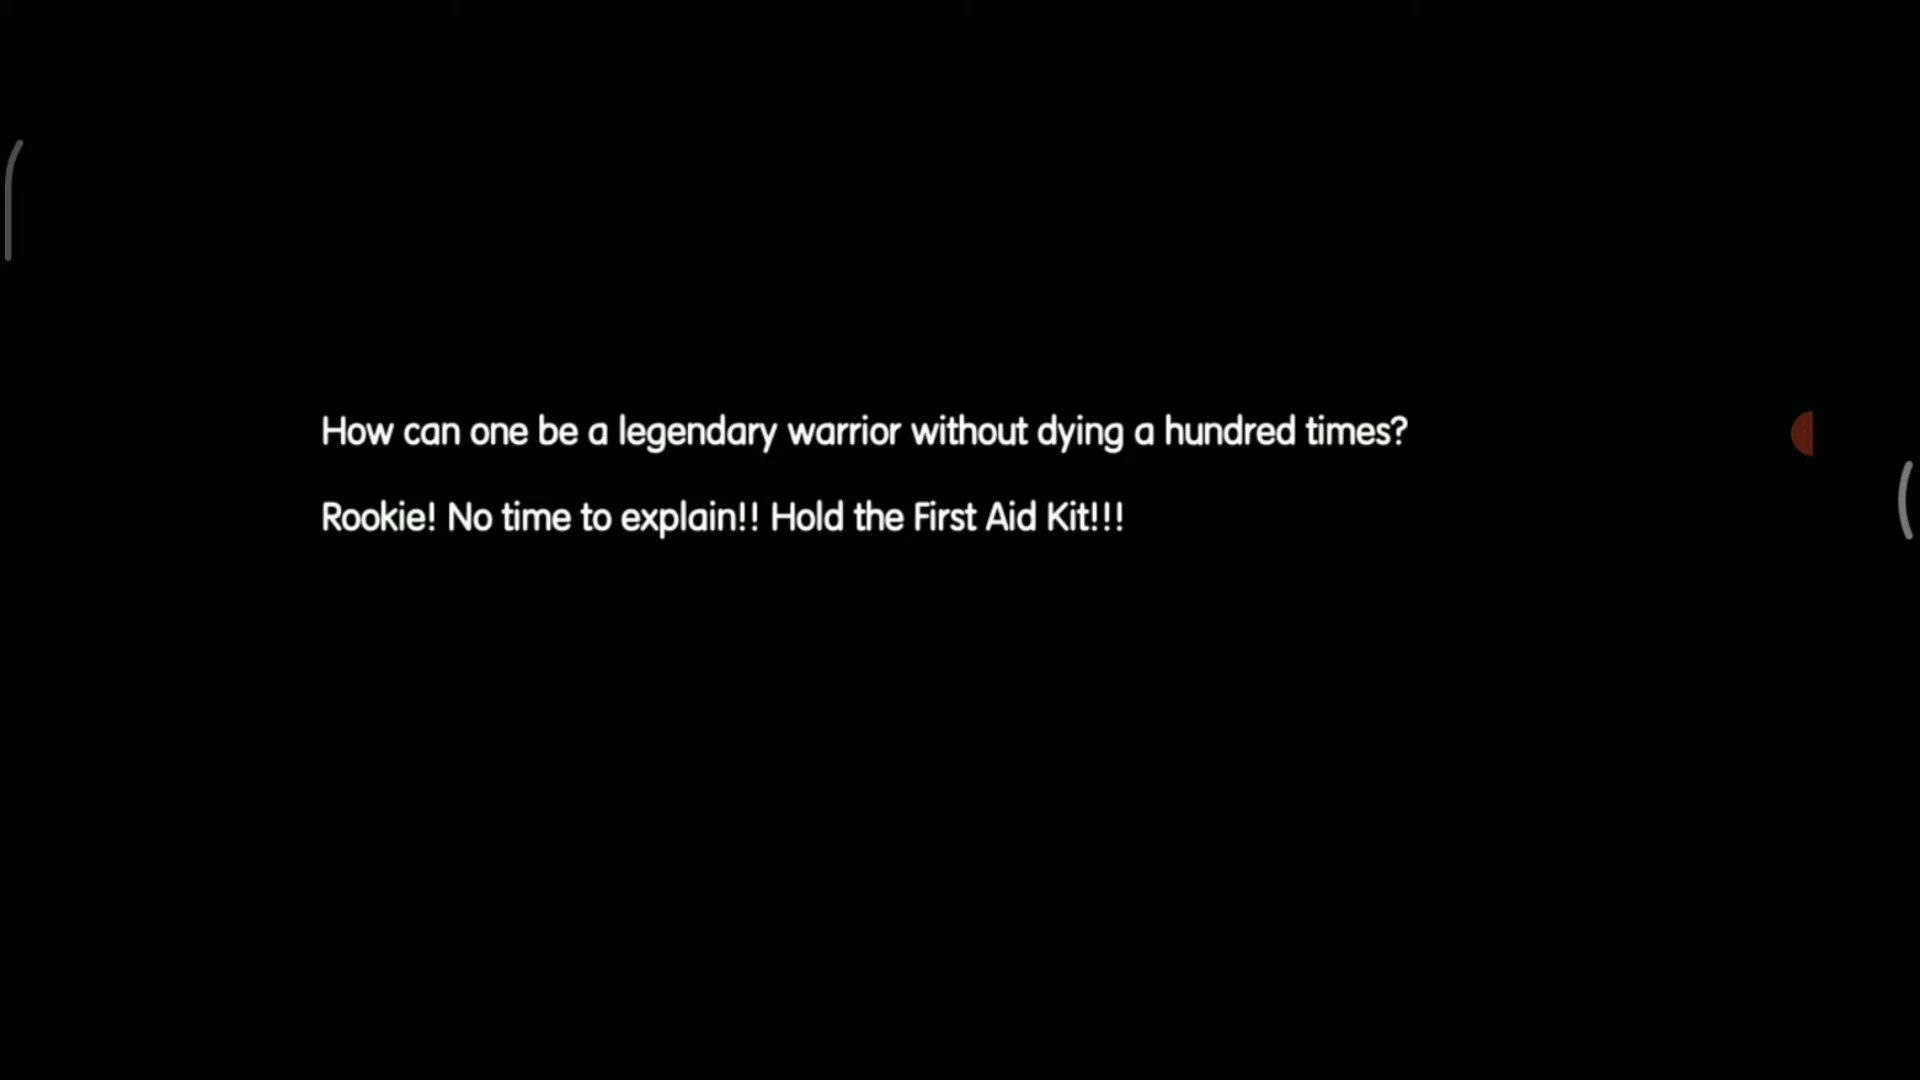 How can one be a legendary warrior without dying a hundred times?
Rookie! No time to explain!! Hold the First Aid Kit!!!